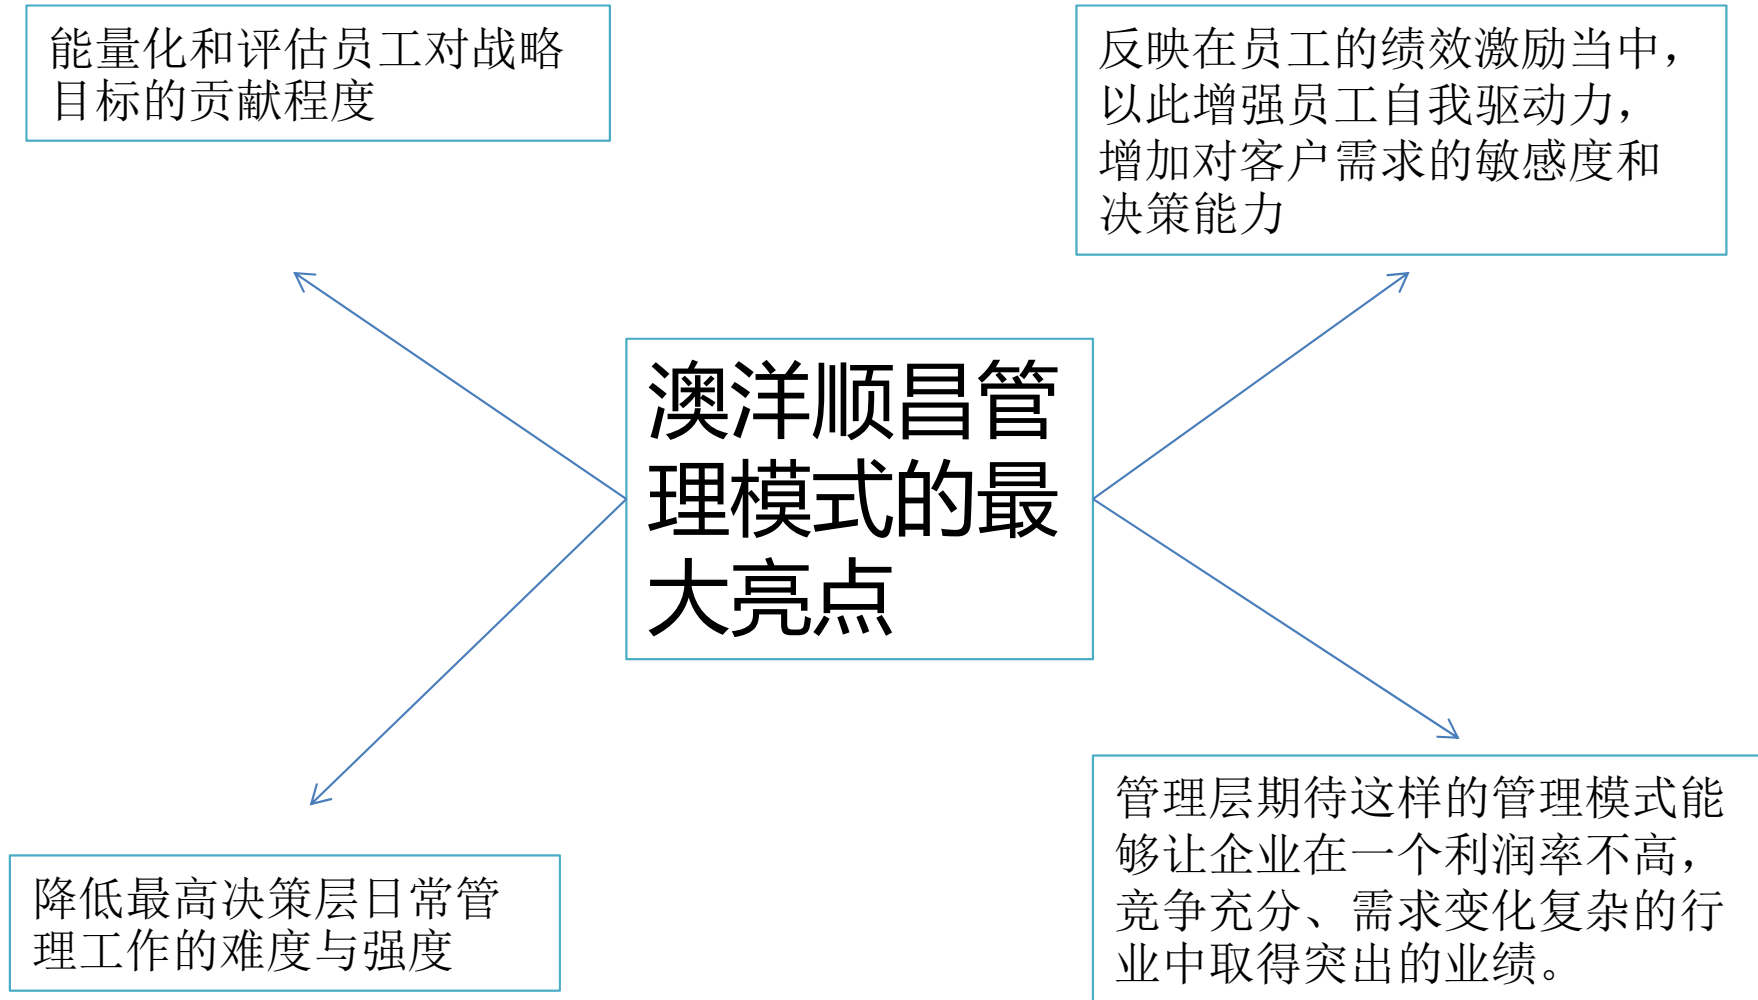 能量化和评估员工对战略
目标的贡献程度
反映在员工的绩效激励当中，
以此增强员工自我驱动力，
增加对客户需求的敏感度和
决策能力
澳洋顺昌管
理模式的最
大亮点
降低最高决策层日常管
理工作的难度与强度
管理层期待这样的管理模式能
够让企业在一个利润率不高，
竞争充分、需求变化复杂的行
业中取得突出的业绩。